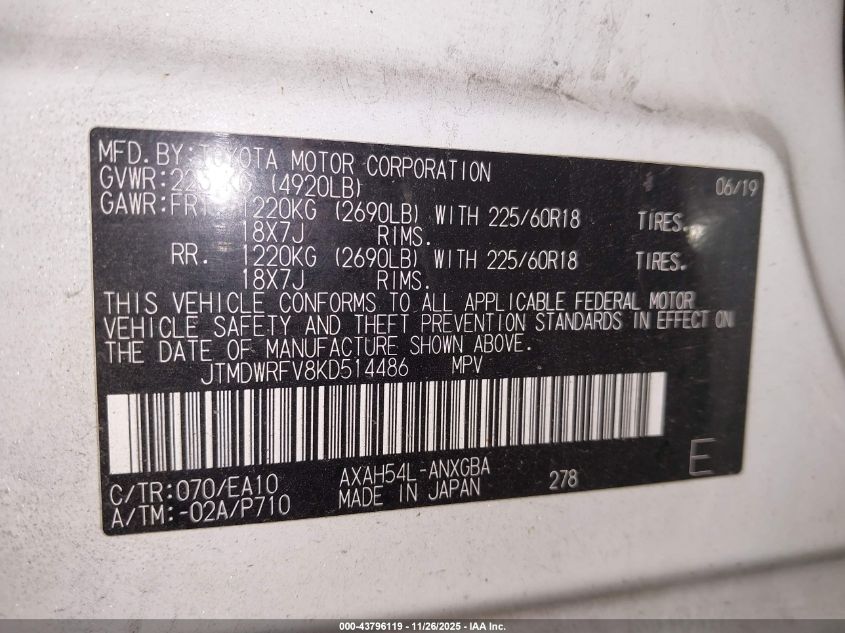 MFD. BY: TOYOTA MOTOR CORPORATION 06/19
GVWR: (4920LB)
GAWR: FRT 1220KG (2690LB) WITH 225/60R18 TIRES.
18X7J RIMS.
RR. 1220KG (2690LB) WITH 225/60R18 TIRES.
18X7J RIMS.
THIS VEHICLE CONFORMS TO ALL APPLICABLE FEDERAL MOTOR
VEHICLE SAFETY AND THEFT PREVENTION STANDARDS IN EFFECT ON
THE DATE OF MANUFACTURE SHOWN ABOVE.
JTMDWRFV8KD514486 MPV
C/TR: 070/EA10 AXAH54L-ANXGBA 278 E
A/TM: -02A/P710 MADE IN JAPAN
000-43796119 - 11/26/2025 - IAA Inc.